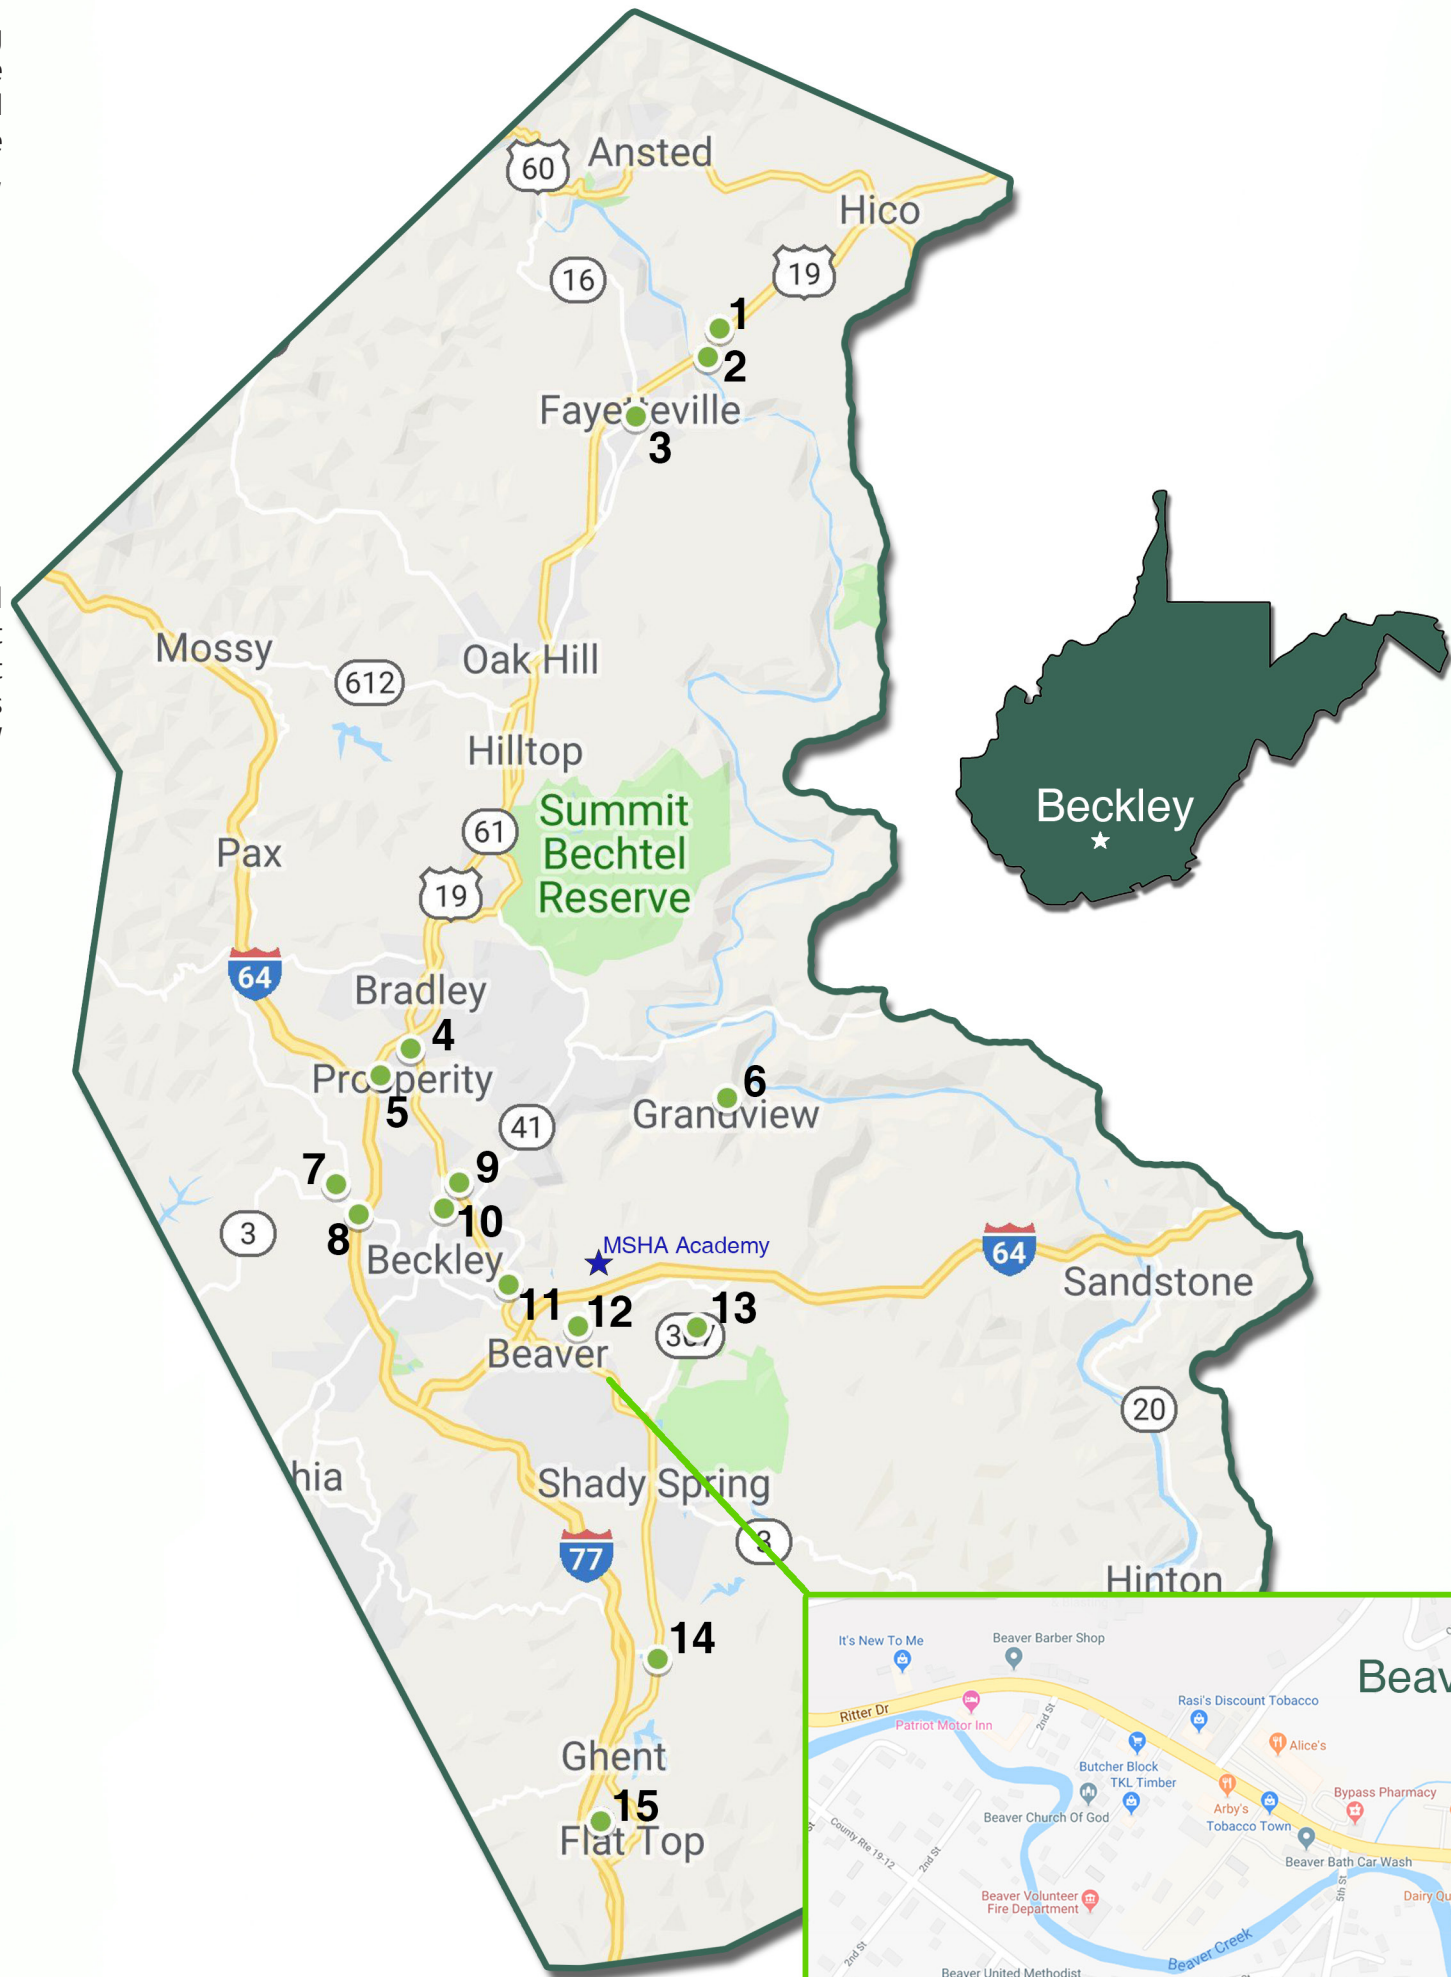 60
Ansted
Hico
16
19
1
2
Fayetteville
3
Mossy
612
Oak Hill
Hilltop
61
Summit
Bechtel
Reserve
Pax
19
64
Bradley
4
Prosperity
5
6
Grandview
41
7
9
8
10
3
Beckley
MSHA Academy
64
Sandstone
11
12
13
307
Beaver
20
hia
Shady Spring
3
77
Hinton
14
Ghent
15
Flat Top
Beckley
Beav
It's New To Me
Beaver Barber Shop
Ritter Dr
Patriot Motor Inn
2nd St
Rasi's Discount Tobacco
Alice's
Butcher Block
TKL Timber
Beaver Church Of God
Arby's
Tobacco Town
Bypass Pharmacy
County Rte 19-12
2nd St
Beaver Bath Car Wash
5th St
Beaver Volunteer
Fire Department
Dairy Qu
2nd St
Beaver Creek
Beaver United Methodist